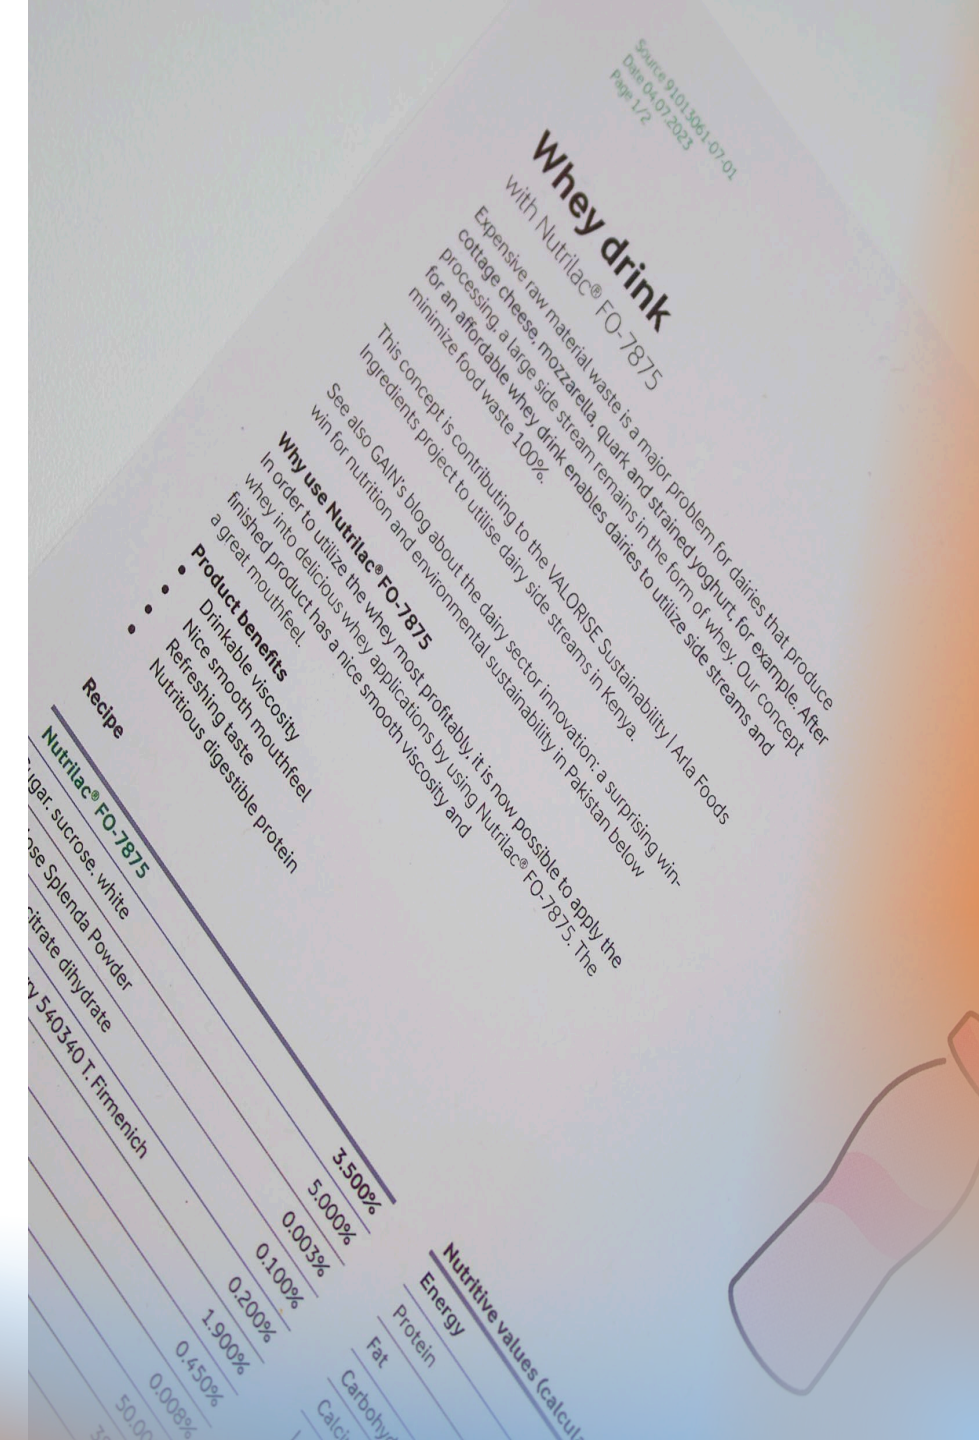 Source 91013061-07-01
Date 04.07.2023
Page 1/2
Whey drink
with Nutrilac® FO-7875
Expensive raw material waste is a major problem for dairies that produce
cottage cheese, mozzarella, quark and strained yoghurt, for example. After
processing, a large side stream remains in the form of whey. Our concept
for an affordable whey drink enables dairies to utilize side streams and
minimize food waste 100%.
This concept is contributing to the VALORISE Sustainability | Arla Foods
Ingredients project to utilise dairy side streams in Kenya.
See also GAIN's blog about the dairy sector innovation: a surprising win-
win for nutrition and environmental sustainability in Pakistan below
Why use Nutrilac® FO-7875
In order to utilize the whey most profitably, it is now possible to apply the
whey into delicious whey applications by using Nutrilac® FO-7875. The
finished product has a nice smooth viscosity and
a great mouthfeel.
Product benefits
• Drinkable viscosity
• Nice smooth mouthfeel
• Refreshing taste
• Nutritious digestible protein
Recipe
Nutrilac® FO-7875 3.500%
sucrose, white 5.000%
Splenda Powder 0.003%
citrate dihydrate 0.100%
540340 T. Firmenich 0.200%
1.900%
0.450%
0.008%
Nutritive values
Energy
Protein
Fat